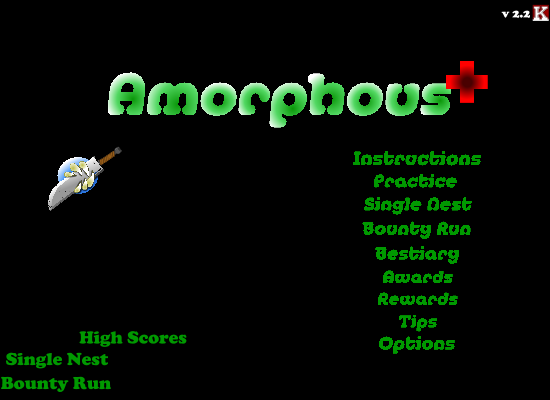 v 2.2 K
Amorphous+
Instructions
Practice
Single Nest
Bounty Run
Bestiary
Awards
Rewards
Tips
Options
High Scores
Single Nest
Bounty Run